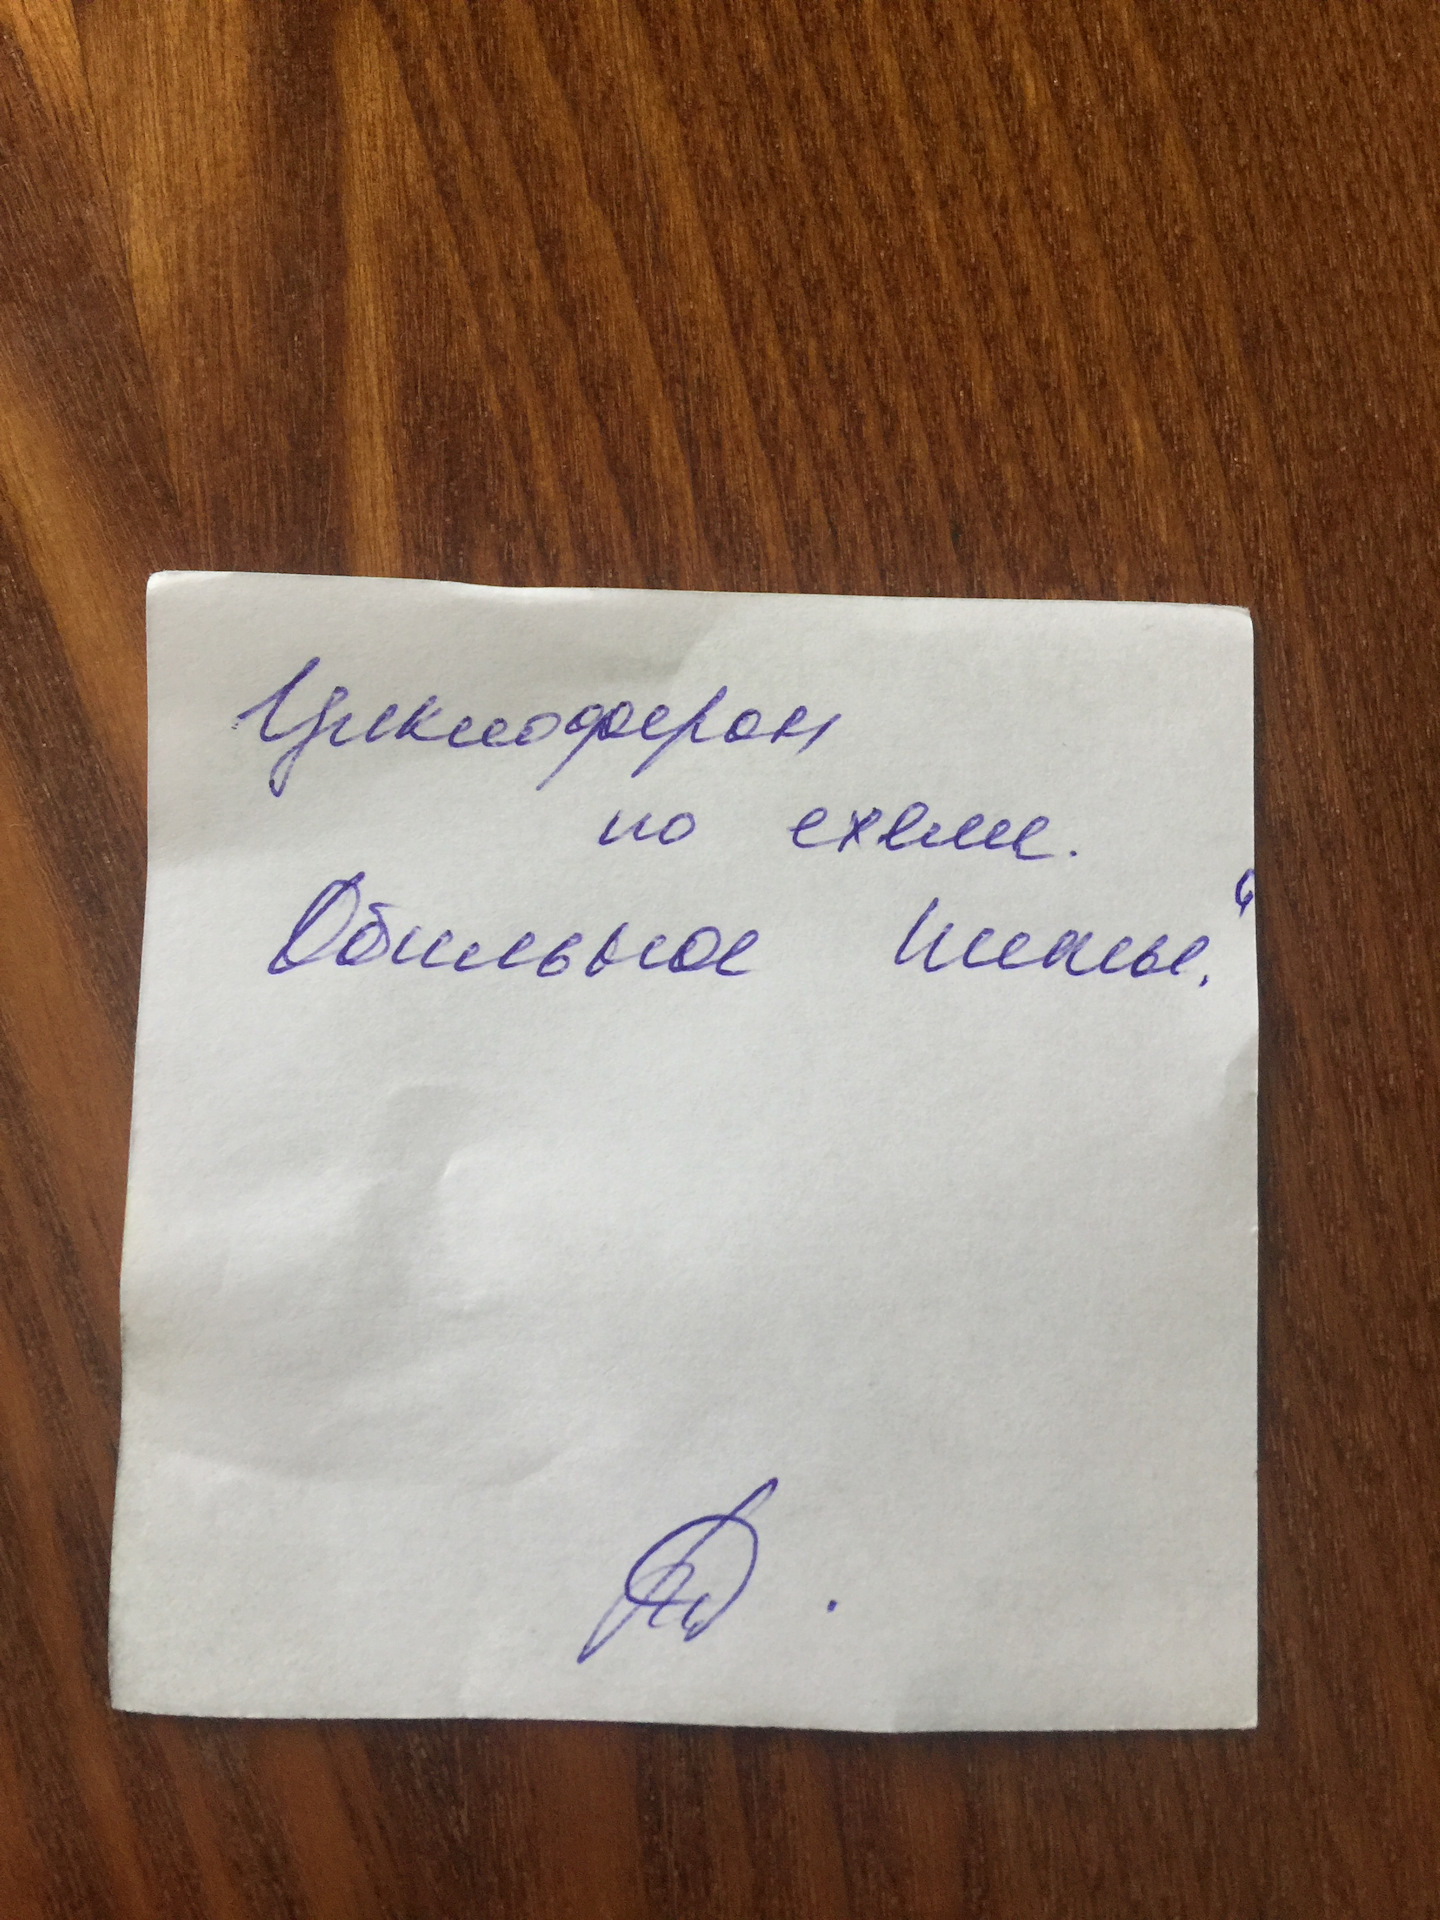 Циклоферон
по схеме.
Обильное питье.